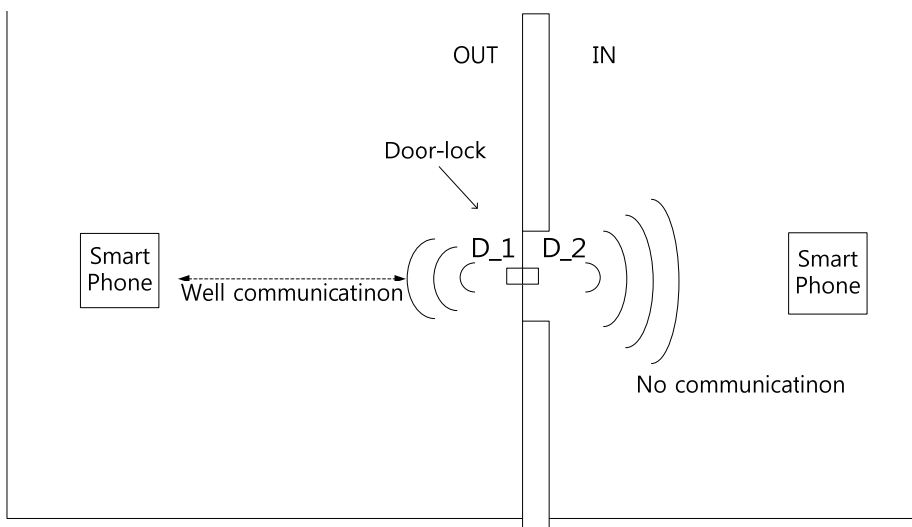 OUT
IN
Door-lock
D_1
D_2
Smart
Phone
Well communicatinon
Smart
Phone
No communicatinon